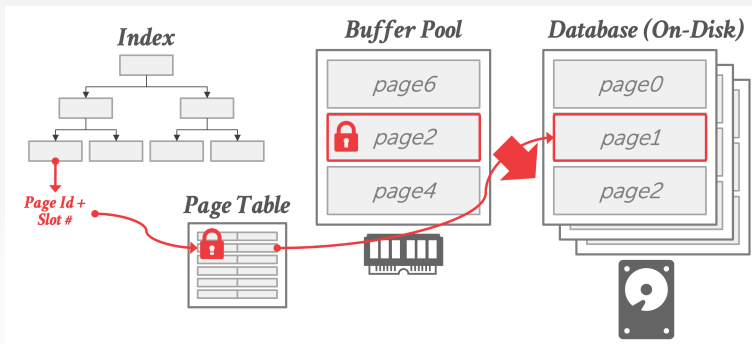 Index
Buffer Pool
Database (On-Disk)
page6
page2
page4
page0
page1
page2
Page Id +
Slot #
Page Table